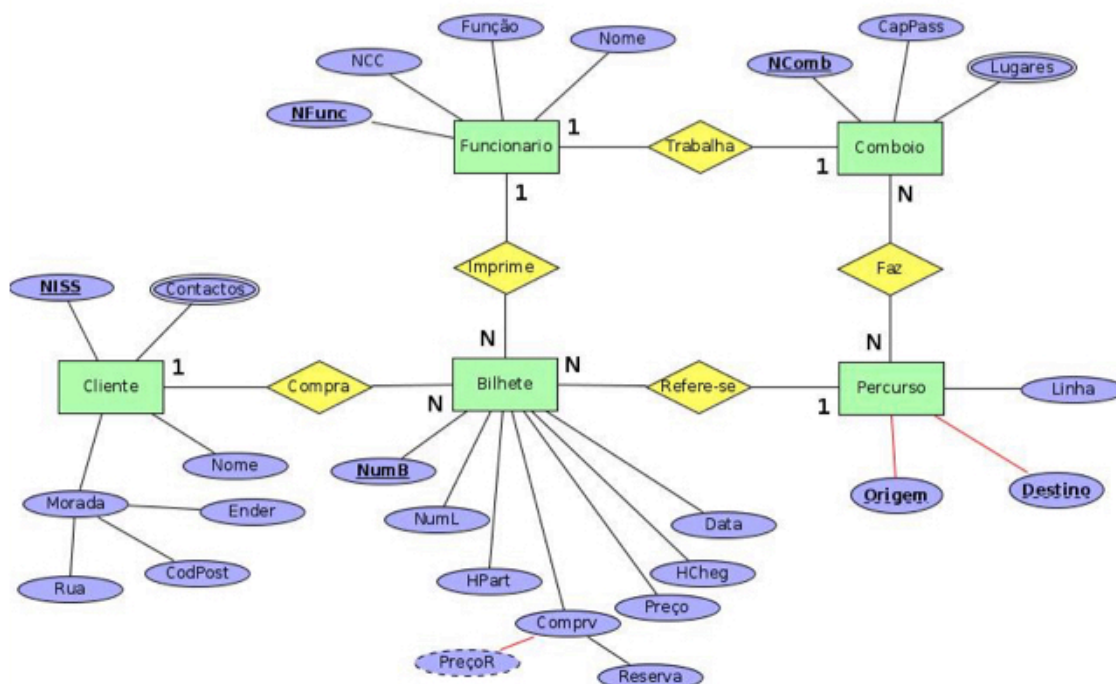 Função
CapPass
NCC
Nome
NComb
Lugares
NFunc
1
Funcionario
Trabalha
Comboio
1
1
N
Imprime
Faz
NISS
Contactos
N
N
N
1
Cliente
Compra
Bilhete
Refere-se
Percurso
Linha
N
1
Nome
NumB
Origem
Destino
Morada
Ender
NumL
Data
CodPost
HCheg
Rua
HPart
Preço
Comprv
PreçoR
Reserva